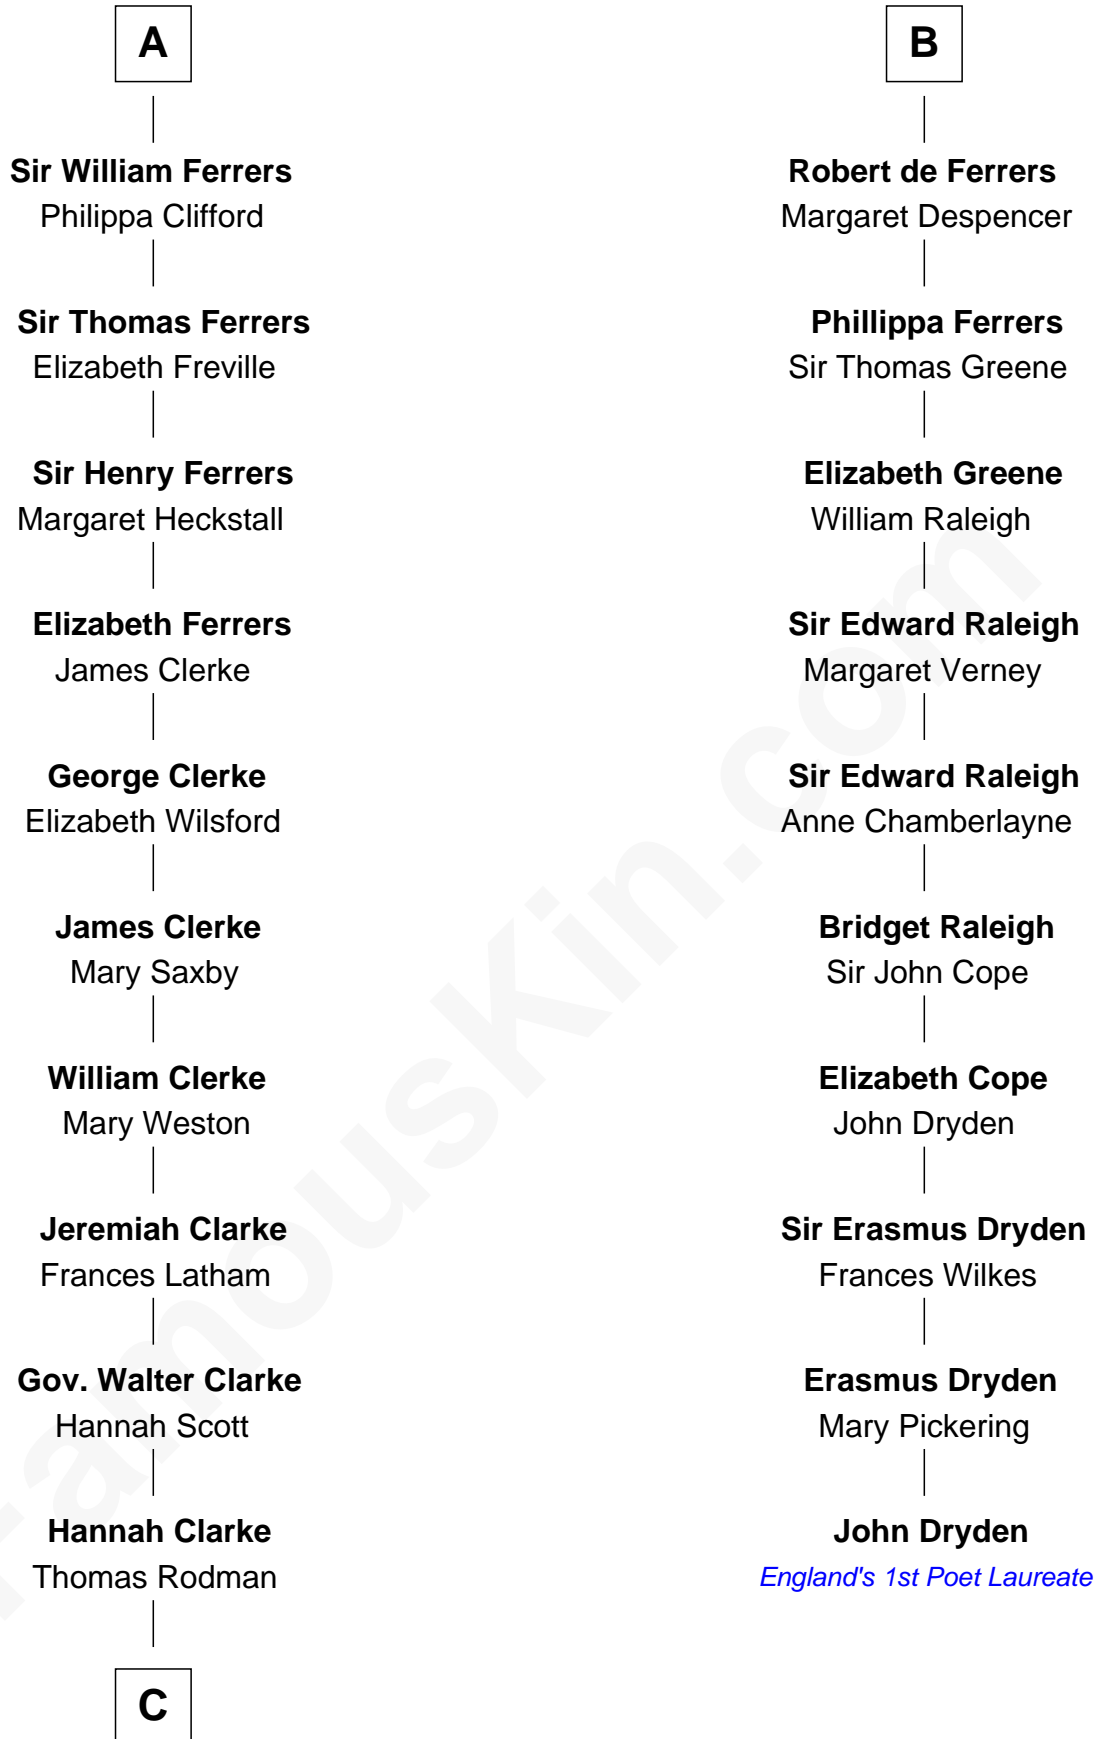 A
Sir William Ferrers
Philippa Clifford
Sir Thomas Ferrers
Elizabeth Freville
Sir Henry Ferrers
Margaret Heckstall
Elizabeth Ferrers
James Clerke
George Clerke
Elizabeth Wilsford
James Clerke
Mary Saxby
William Clerke
Mary Weston
Jeremiah Clarke
Frances Latham
Gov. Walter Clarke
Hannah Scott
Hannah Clarke
Thomas Rodman
C
B
Robert de Ferrers
Margaret Despencer
Phillippa Ferrers
Sir Thomas Greene
Elizabeth Greene
William Raleigh
Sir Edward Raleigh
Margaret Verney
Sir Edward Raleigh
Anne Chamberlayne
Bridget Raleigh
Sir John Cope
Elizabeth Cope
John Dryden
Sir Erasmus Dryden
Frances Wilkes
Erasmus Dryden
Mary Pickering
John Dryden
England's 1st Poet Laureate
FamousKin.com